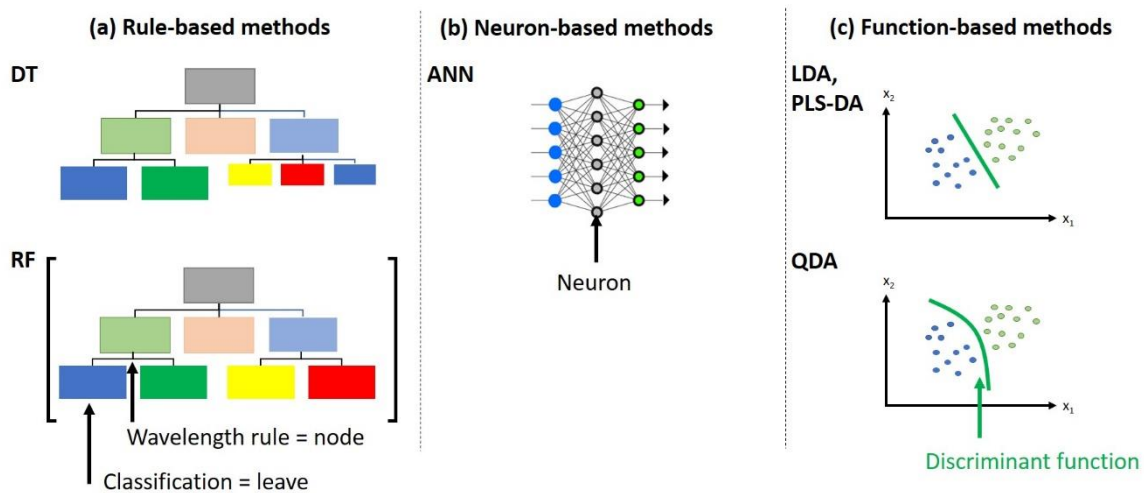 (a) Rule-based methods
DT
RF
Wavelength rule = node
Classification = leave
(b) Neuron-based methods
ANN
Neuron
(c) Function-based methods
LDA,
PLS-DA
x₂
x₁
QDA
x₂
x₁
Discriminant function